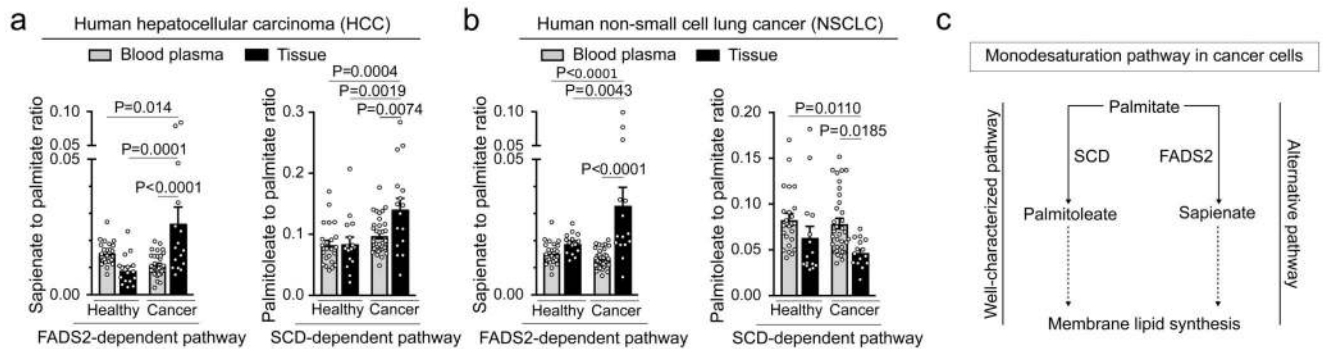 a
Human hepatocellular carcinoma (HCC)
Blood plasma Tissue
Sapienate to palmitate ratio
0.10
0.05
0.05
0.00
P=0.014
P=0.0001
P<0.0001
Healthy Cancer
FADS2-dependent pathway
Palmitoleate to palmitate ratio
0.3
0.2
0.1
0.0
P=0.0004
P=0.0019
P=0.0074
Healthy Cancer
SCD-dependent pathway
b
Human non-small cell lung cancer (NSCLC)
Blood plasma Tissue
Sapienate to palmitate ratio
0.10
0.05
0.05
0.00
P<0.0001
P=0.0043
P<0.0001
Healthy Cancer
FADS2-dependent pathway
Palmitoleate to palmitate ratio
0.20
0.15
0.10
0.05
0.00
P=0.0110
P=0.0185
Healthy Cancer
SCD-dependent pathway
c
Monodesaturation pathway in cancer cells
Well-characterized pathway
Palmitate
SCD FADS2
Palmitoleate Sapienate
Membrane lipid synthesis
Alternative pathway